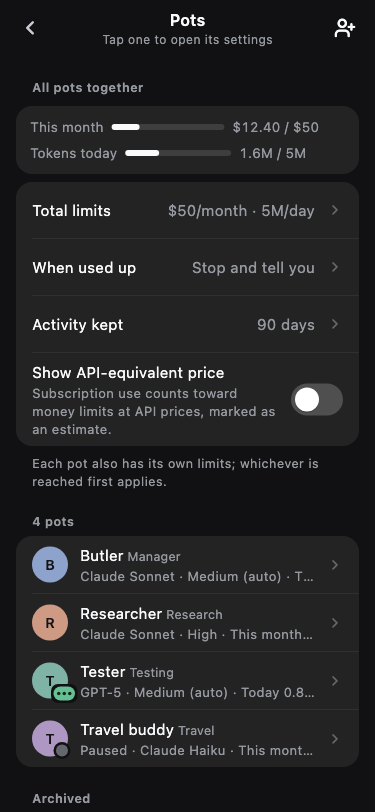 Pots
Tap one to open its settings
All pots together
This month $12.40 / $50
Tokens today 1.6M / 5M
Total limits $50/month · 5M/day
When used up Stop and tell you
Activity kept 90 days
Show API-equivalent price
Subscription use counts toward
money limits at API prices, marked as
an estimate.
Each pot also has its own limits; whichever is
reached first applies.
4 pots
B
Butler Manager
Claude Sonnet · Medium (auto) · T...
R
Researcher Research
Claude Sonnet · High · This month...
T
Tester Testing
GPT-5 · Medium (auto) · Today 0.8...
T
Travel buddy Travel
Paused · Claude Haiku · This mont...
Archived